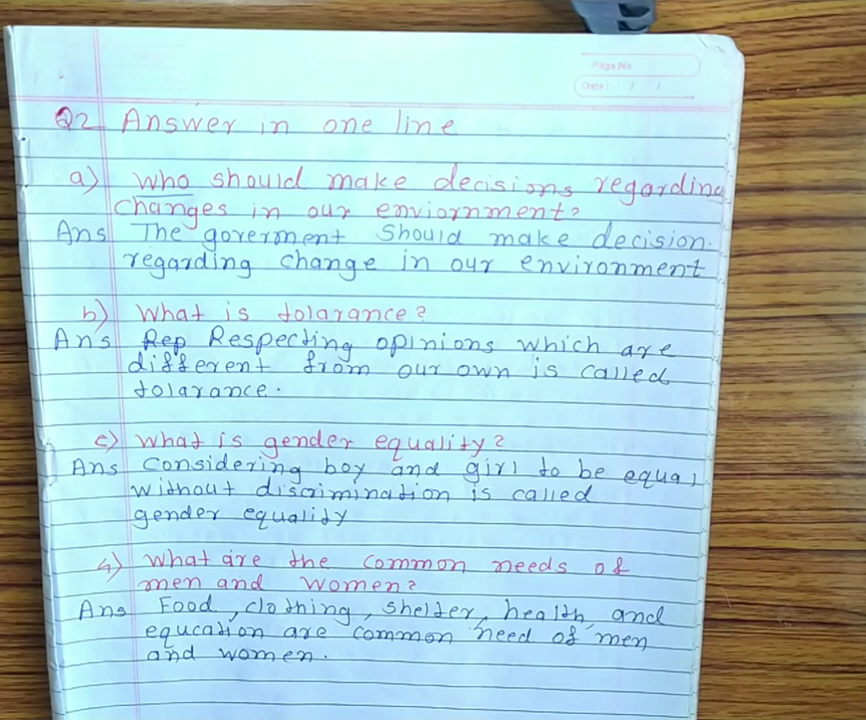 Page No.
Date: / /
Q2 Answer in one line
a) Who should make decisions regarding
changes in our enviornment?
Ans The goverment should make decision.
regarding change in our environment
b) What is tolarance?
Ans Rep Respecting opinions which are
different from our own is called
tolarance.
c) What is gender equality?
Ans Considering boy and girl to be equal
without discrimination is called
gender equality
4) What are the common needs of
men and women?
Ans Food, clothing, shelter, health, and
equcation are common need of men
and women.